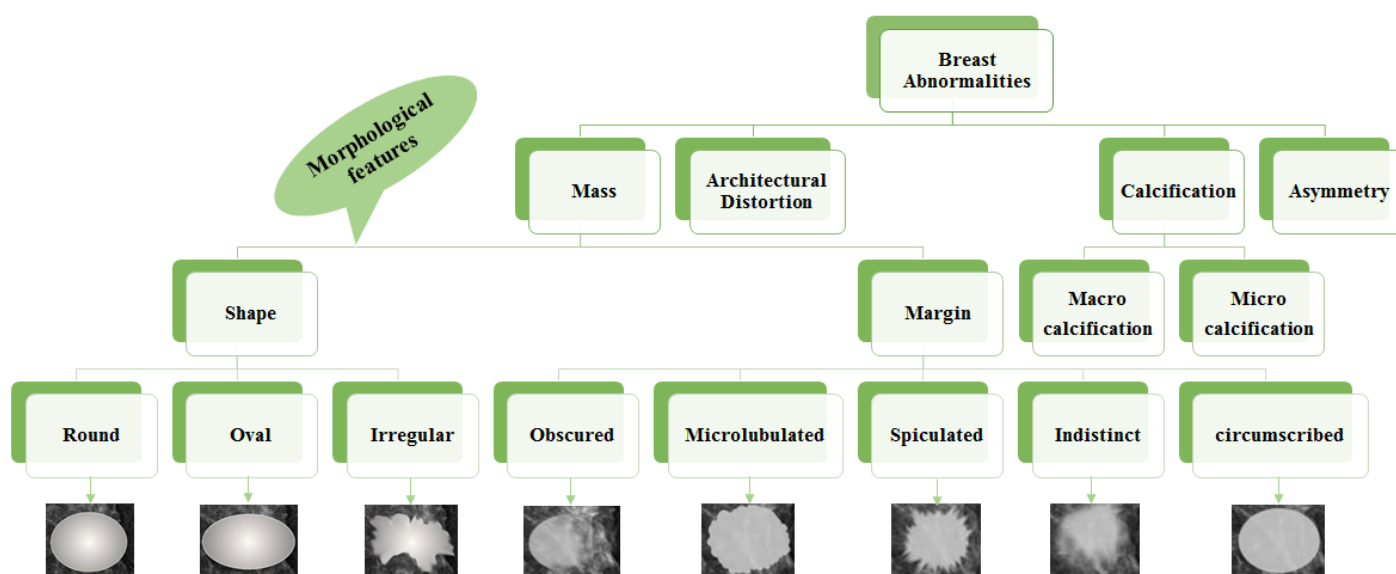 Breast
Abnormalities
Morphological
features
Mass
Architectural
Distortion
Calcification
Asymmetry
Shape
Margin
Macro
calcification
Micro
calcification
Round
Oval
Irregular
Obscured
Microlubulated
Spiculated
Indistinct
circumscribed